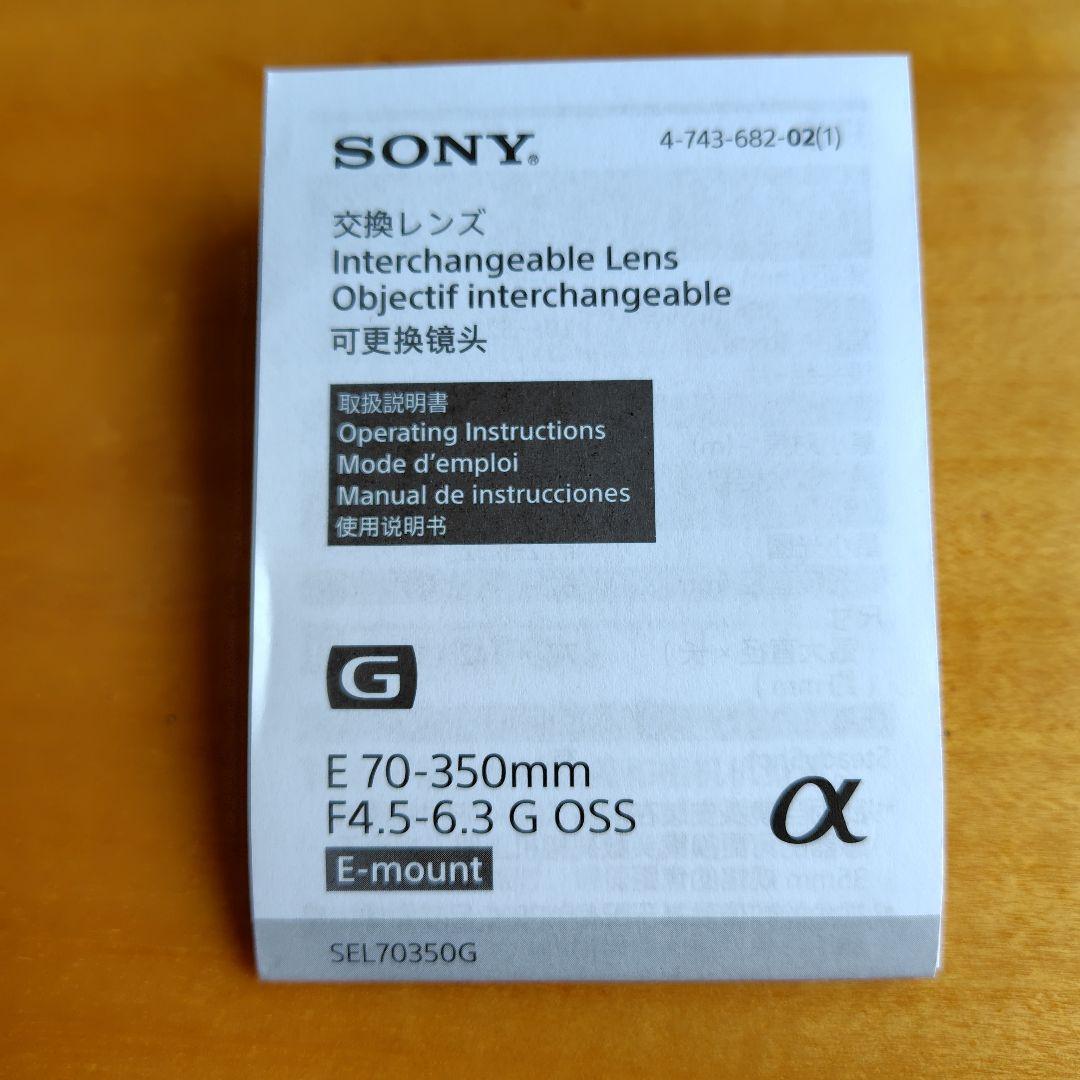 SONY®
4-743-682-02(1)
交換レンズ
Interchangeable Lens
Objectif interchangeable
可更换镜头
取扱説明書
Operating Instructions
Mode d'emploi
Manual de instrucciones
使用说明书
G
E 70-350mm
F4.5-6.3 G OSS
α
E-mount
SEL70350G